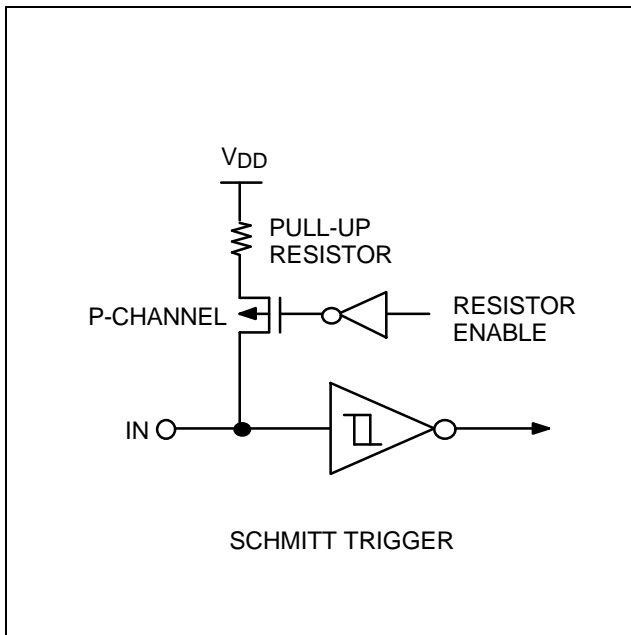 VDD
PULL-UP
RESISTOR
P-CHANNEL
RESISTOR
ENABLE
IN
SCHMITT TRIGGER